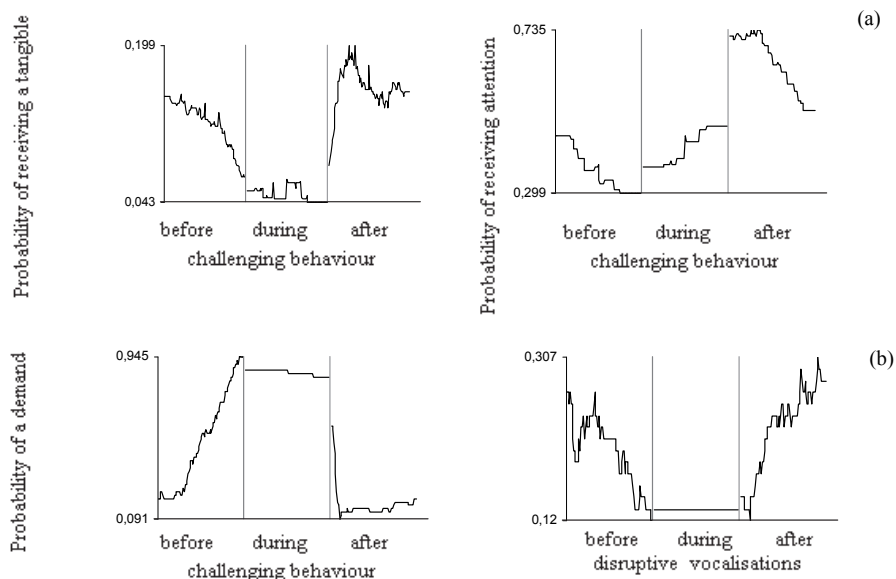 (a)
Probability of receiving a tangible
0,199
0,043
before during after
challenging behaviour
Probability of receiving attention
0,735
0,299
before during after
challenging behaviour
(b)
Probability of a demand
0,945
0,091
before during after
challenging behaviour
0,307
0,12
before during after
disruptive vocalisations